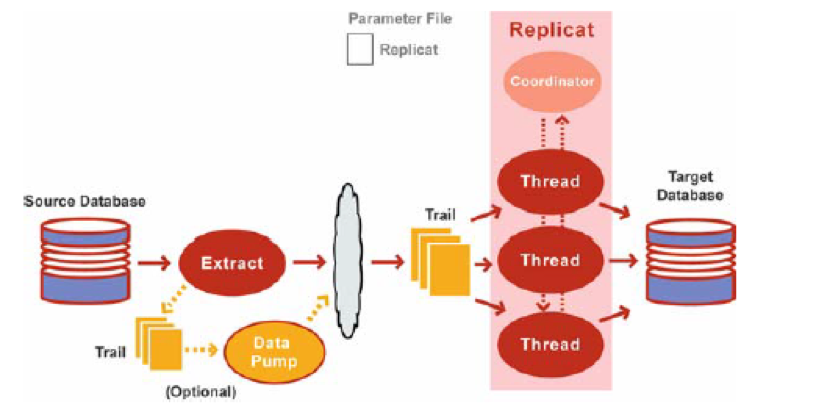 Parameter File
Replicat
Replicat
Coordinator
Source Database
Extract
Trail
Data
Pump
(Optional)
Trail
Thread
Thread
Thread
Target
Database